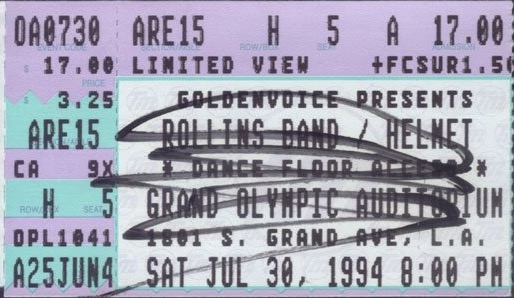 OA0730 ARE15 H 5 A 17.00
EVENT CODE SECTION/AISLE ROW/BOX SEAT ADMISSION
$ 17.00 LIMITED VIEW +FCSUR1.50
PRICE
$ 3.25 GOLDENVOICE PRESENTS
ARE15 ROLLINS BAND / HELMET
CA 9X * DANCE FLOOR ACCESS *
ROW/BOX SEAT
H 5 GRAND OLYMPIC AUDITORIUM
OPL1041 1801 S. GRAND AVE, L.A.
A25JUN4 SAT JUL 30, 1994 8:00 PM